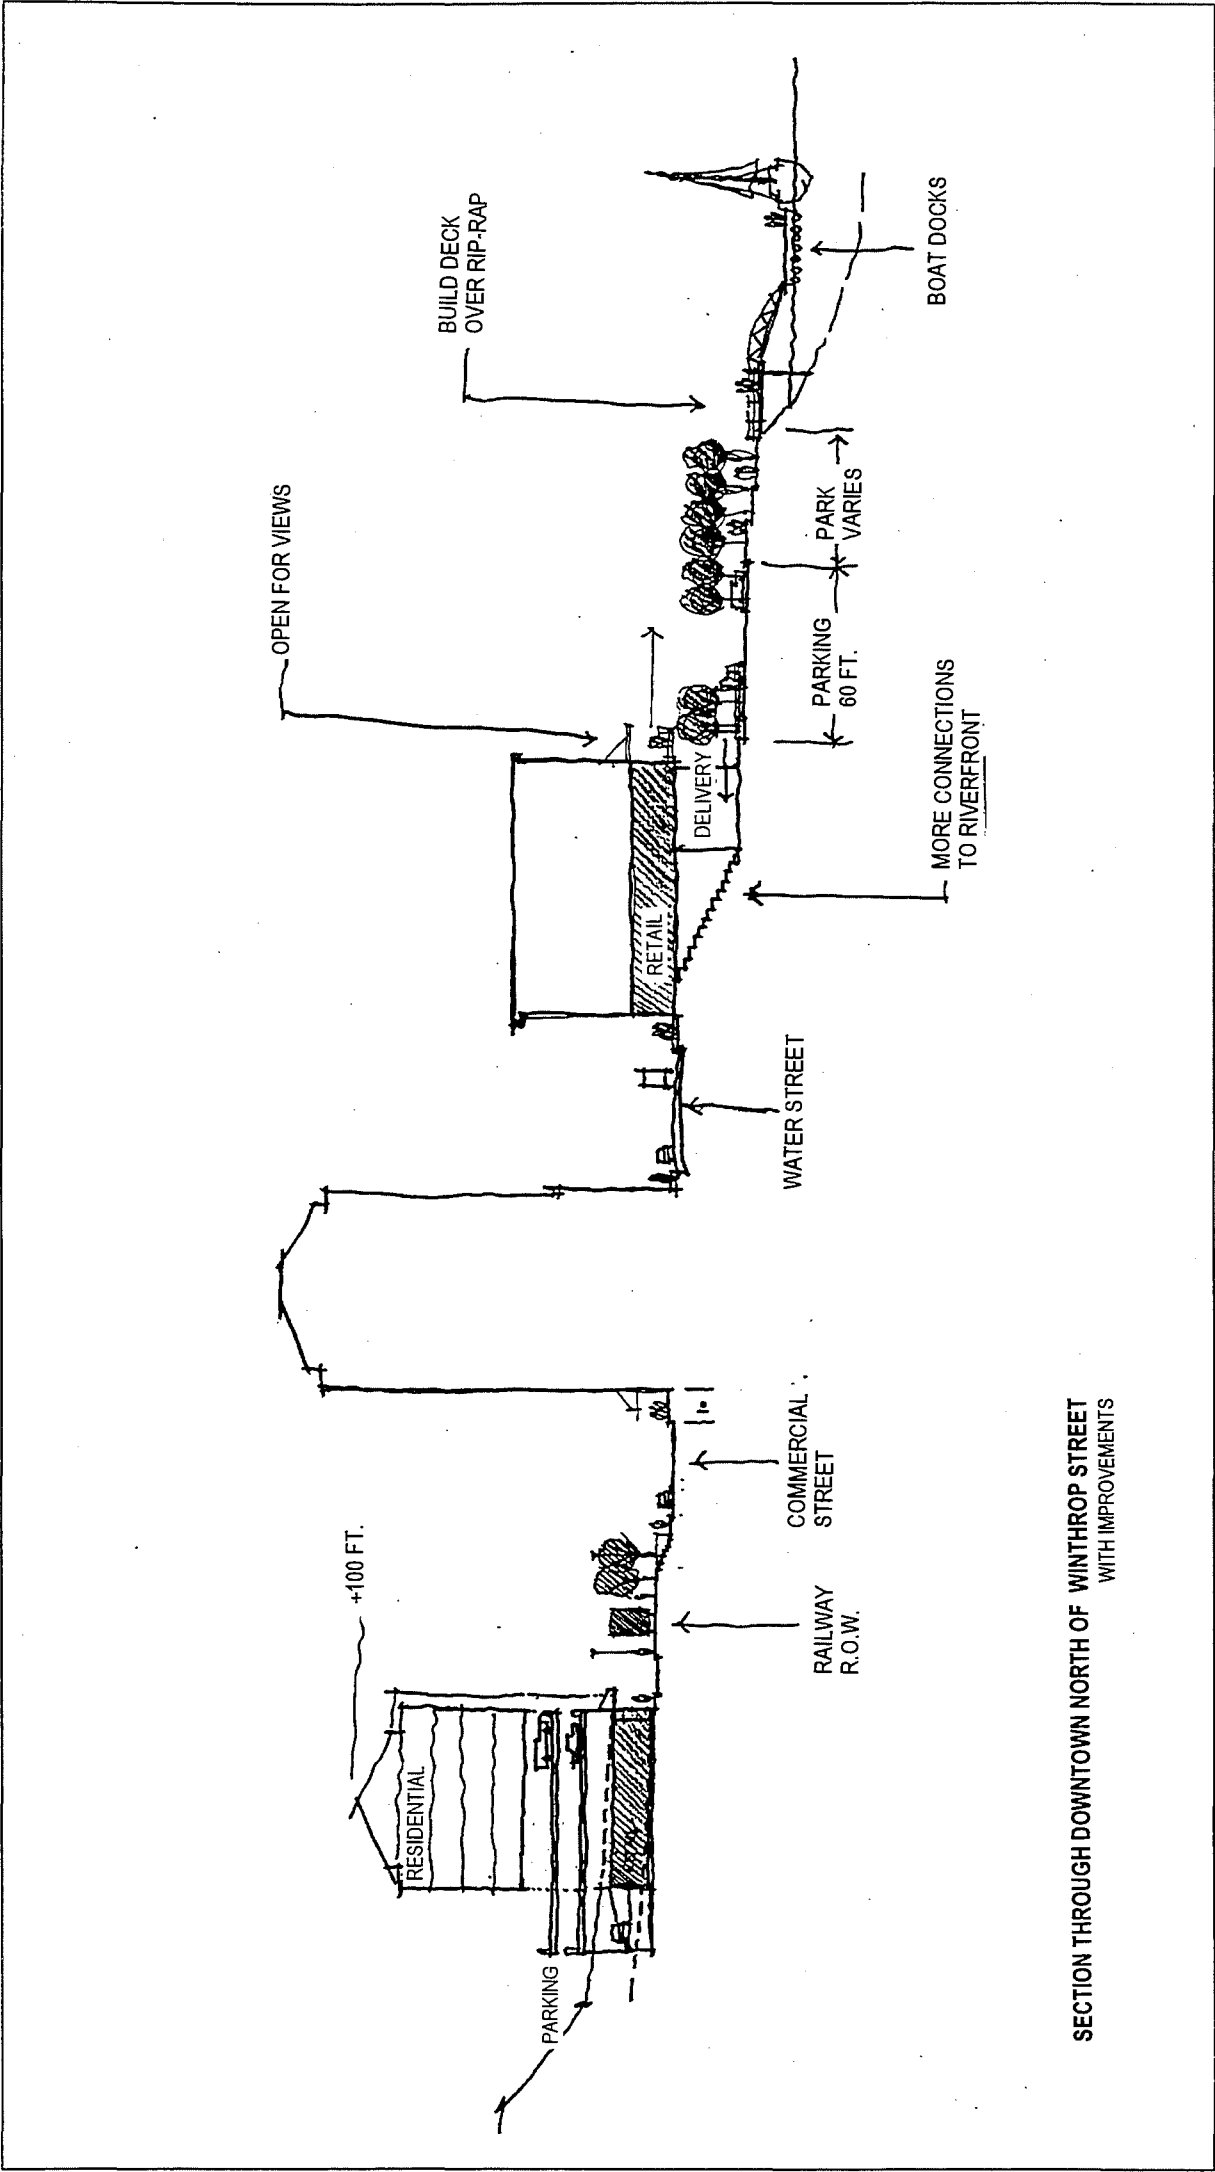 +100 FT.
RESIDENTIAL
PARKING
RAILWAY
R.O.W.
COMMERCIAL
STREET
WATER STREET
OPEN FOR VIEWS
RETAIL
DELIVERY
MORE CONNECTIONS
TO RIVERFRONT
BUILD DECK
OVER RIP-RAP
PARKING
60 FT.
PARK
VARIES
BOAT DOCKS
SECTION THROUGH DOWNTOWN NORTH OF WINTHROP STREET
WITH IMPROVEMENTS